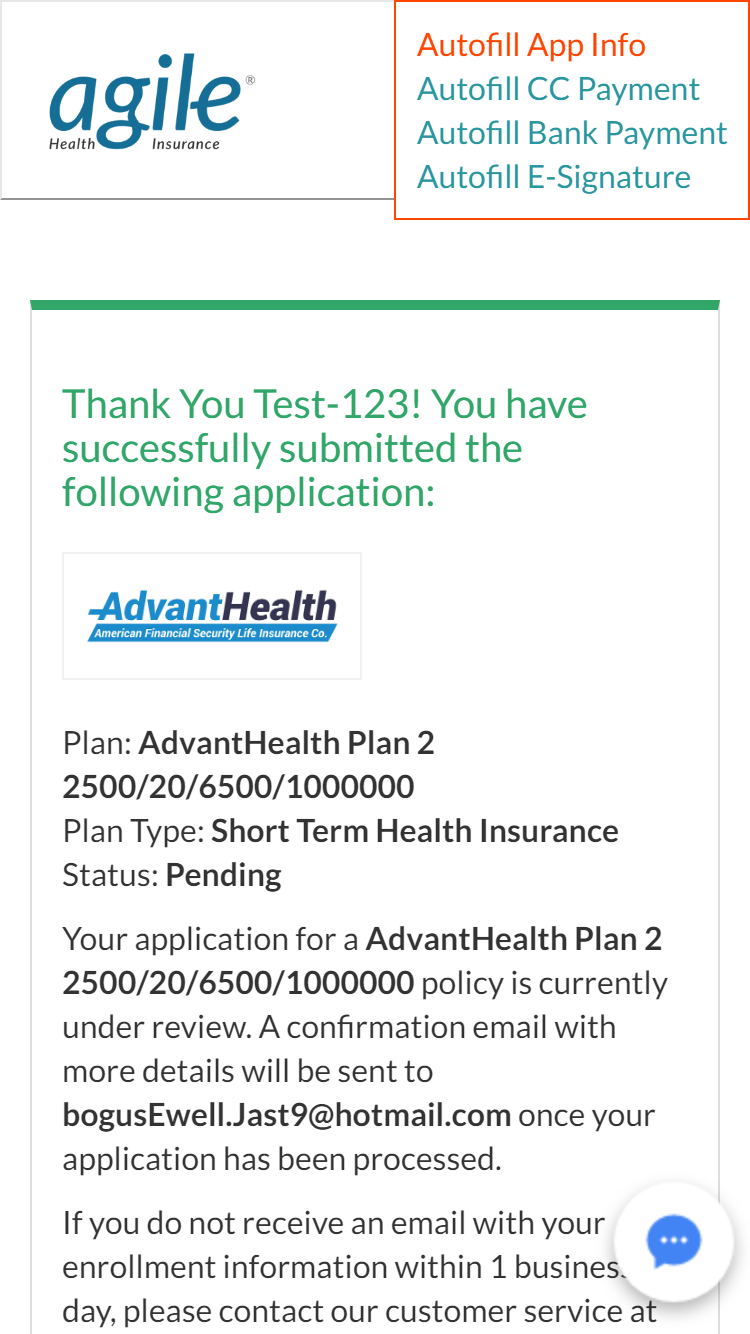 agile®
Health Insurance
Autofill App Info
Autofill CC Payment
Autofill Bank Payment
Autofill E-Signature
Thank You Test-123! You have
successfully submitted the
following application:
AdvantHealth
American Financial Security Life Insurance Co.
Plan: AdvantHealth Plan 2
2500/20/6500/1000000
Plan Type: Short Term Health Insurance
Status: Pending
Your application for a AdvantHealth Plan 2
2500/20/6500/1000000 policy is currently
under review. A confirmation email with
more details will be sent to
bogusEwell.Jast9@hotmail.com once your
application has been processed.
If you do not receive an email with your
enrollment information within 1 business
day, please contact our customer service at